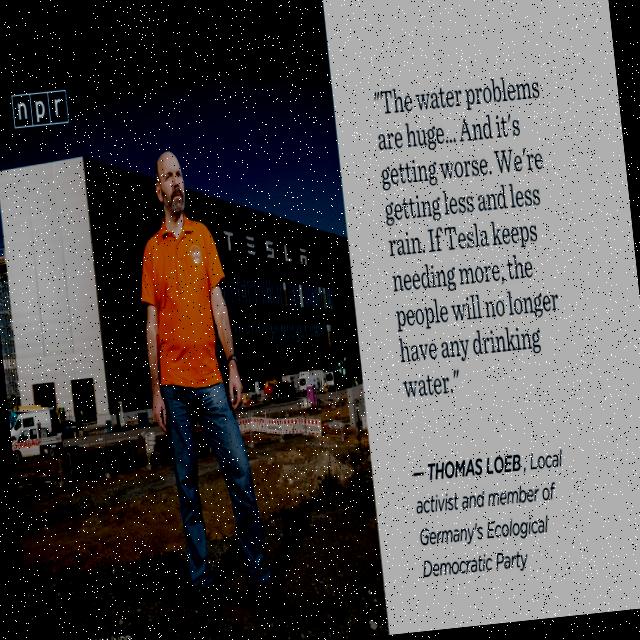 npr
TESLA
"The water problems
are huge... And it's
getting worse. We're
getting less and less
rain. If Tesla keeps
needing more, the
people will no longer
have any drinking
water."
— THOMAS LOEB, Local
activist and member of
Germany's Ecological
Democratic Party